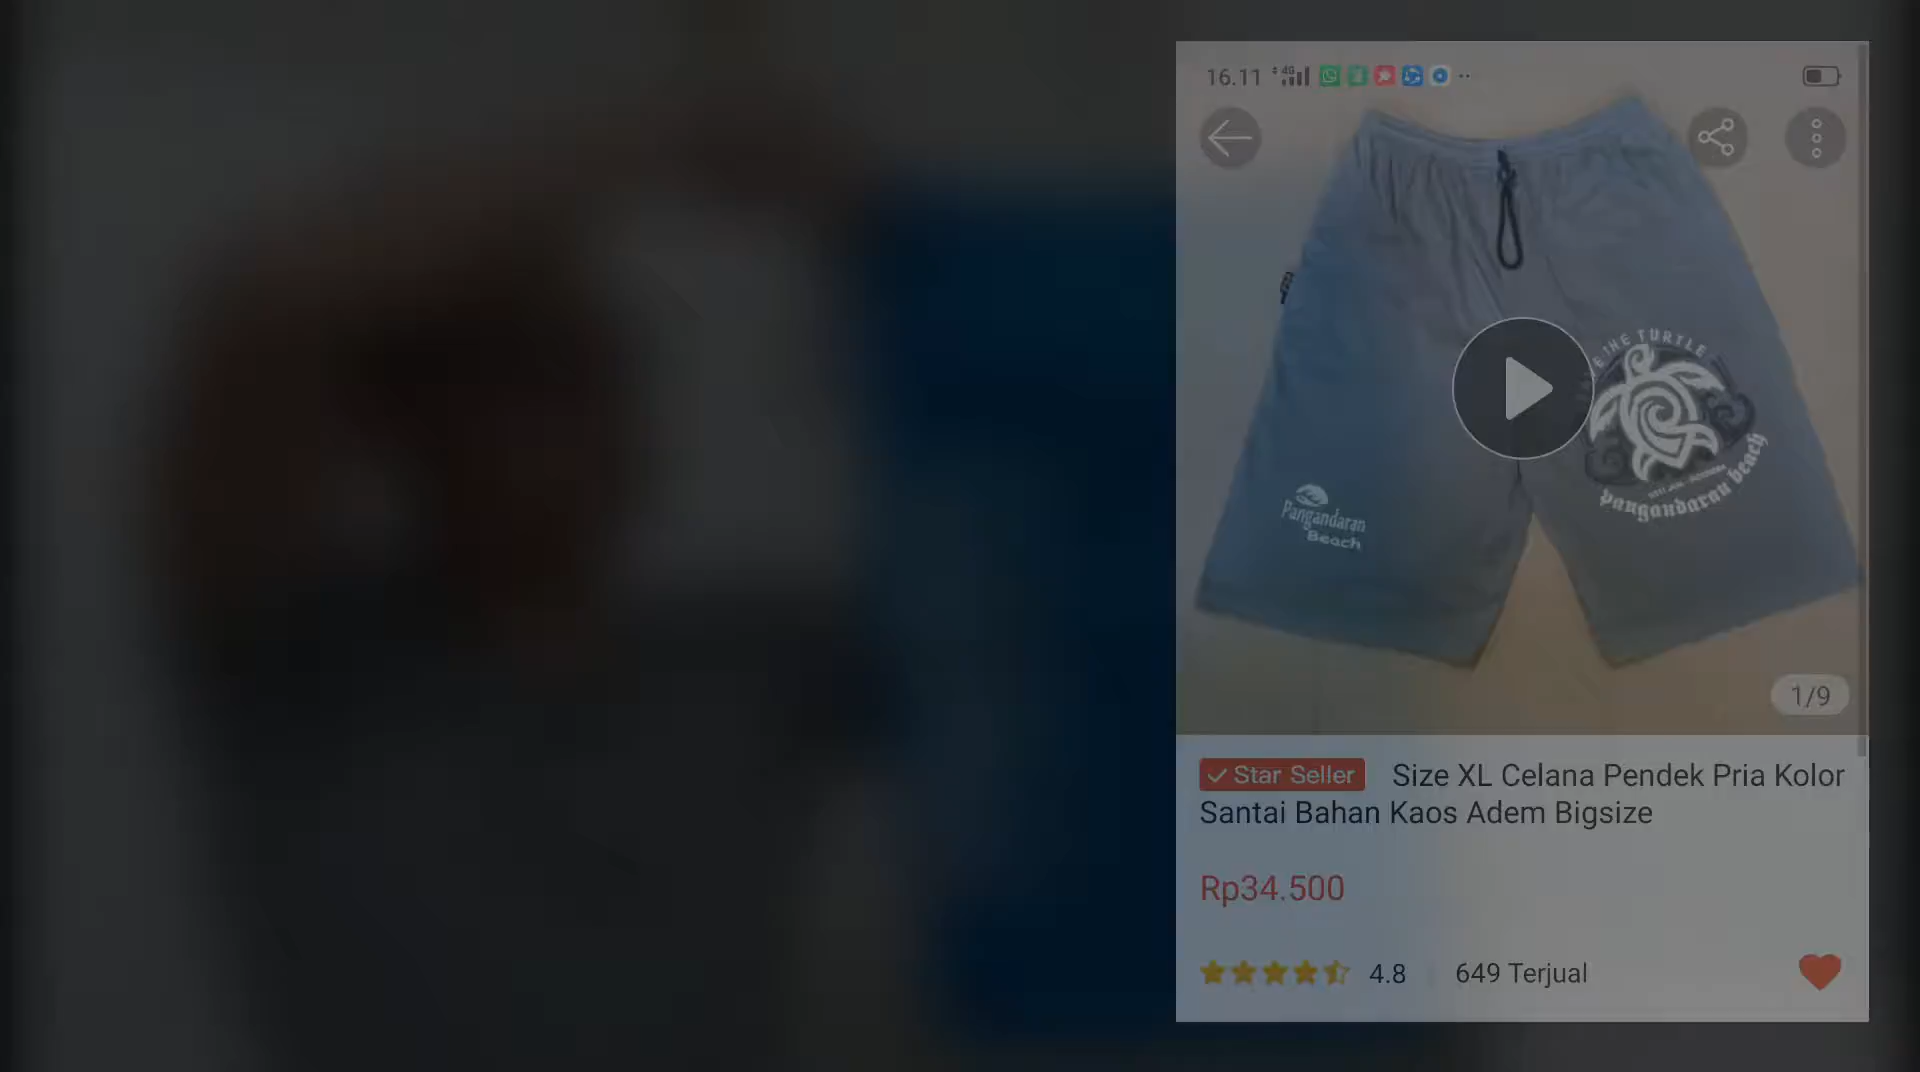 16.11 4G
THE TURTLE
pangandaran beach
Pangandaran
Beach
1/9
Star Seller Size XL Celana Pendek Pria Kolor
Santai Bahan Kaos Adem Bigsize
Rp34.500
4.8 649 Terjual